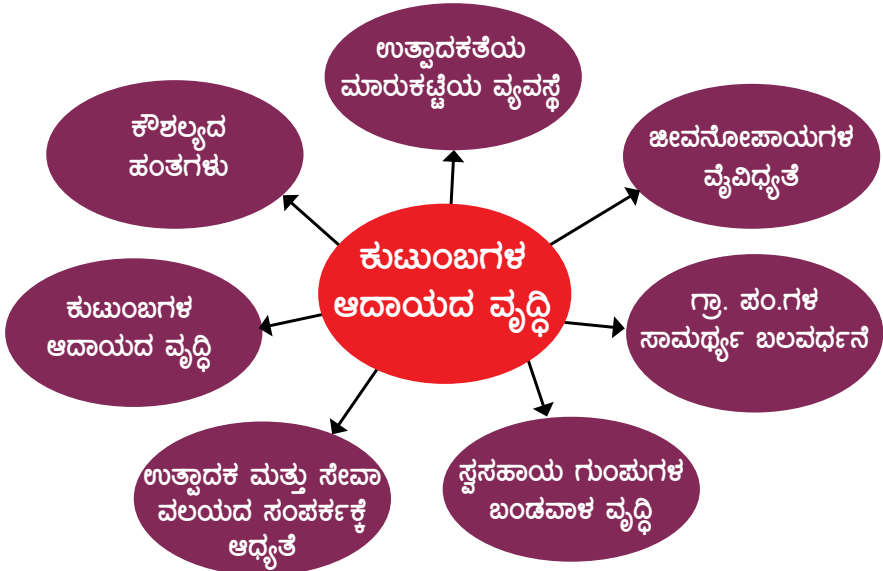 ಉತ್ಪಾದಕತೆಯ
ಮಾರುಕಟ್ಟೆಯ ವ್ಯವಸ್ಥೆ
ಕೌಶಲ್ಯದ
ಹಂತಗಳು
ಜೀವನೋಪಾಯಗಳ
ವೈವಿಧ್ಯತೆ
ಕುಟುಂಬಗಳ
ಆದಾಯದ ವೃದ್ಧಿ
ಕುಟುಂಬಗಳ
ಆದಾಯದ ವೃದ್ಧಿ
ಗ್ರಾ. ಪಂ.ಗಳ
ಸಾಮರ್ಥ್ಯ ಬಲವರ್ಧನೆ
ಉತ್ಪಾದಕ ಮತ್ತು ಸೇವಾ
ವಲಯದ ಸಂಪರ್ಕಕ್ಕೆ
ಆಧ್ಯತೆ
ಸ್ವಸಹಾಯ ಗುಂಪುಗಳ
ಬಂಡವಾಳ ವೃದ್ಧಿ